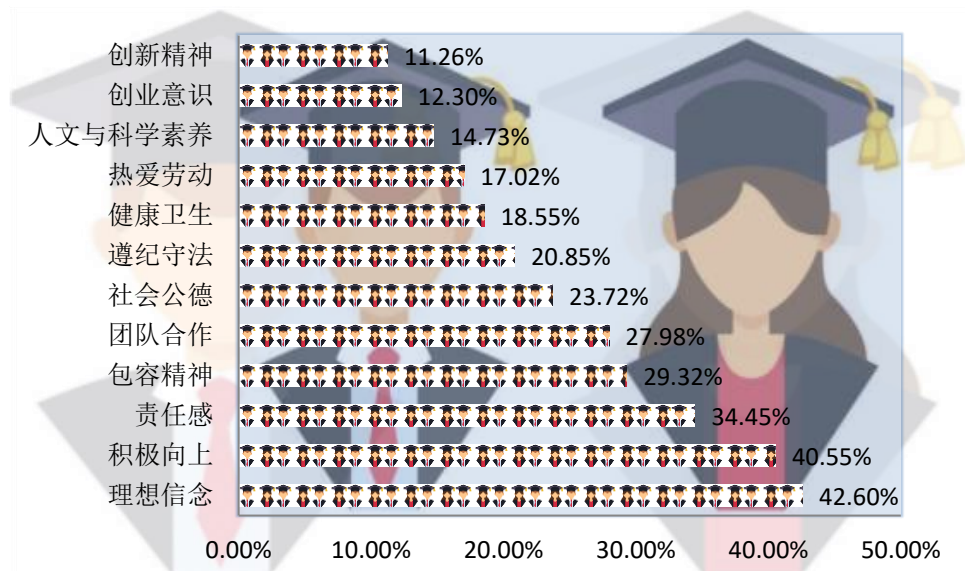 创新精神 11.26%
创业意识 12.30%
人文与科学素养 14.73%
热爱劳动 17.02%
健康卫生 18.55%
遵纪守法 20.85%
社会公德 23.72%
团队合作 27.98%
包容精神 29.32%
责任感 34.45%
积极向上 40.55%
理想信念 42.60%
0.00% 10.00% 20.00% 30.00% 40.00% 50.00%